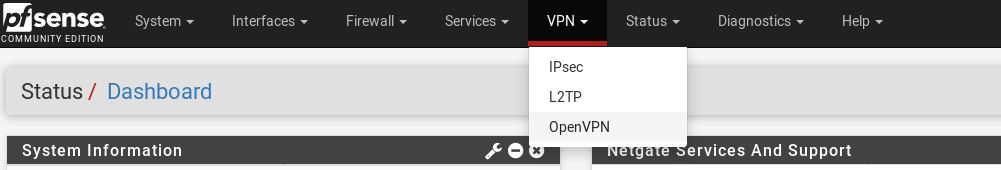 pfsense
COMMUNITY EDITION
System Interfaces Firewall Services VPN Status Diagnostics Help
IPsec
L2TP
OpenVPN
Status / Dashboard
System Information
Netgate Services And Support